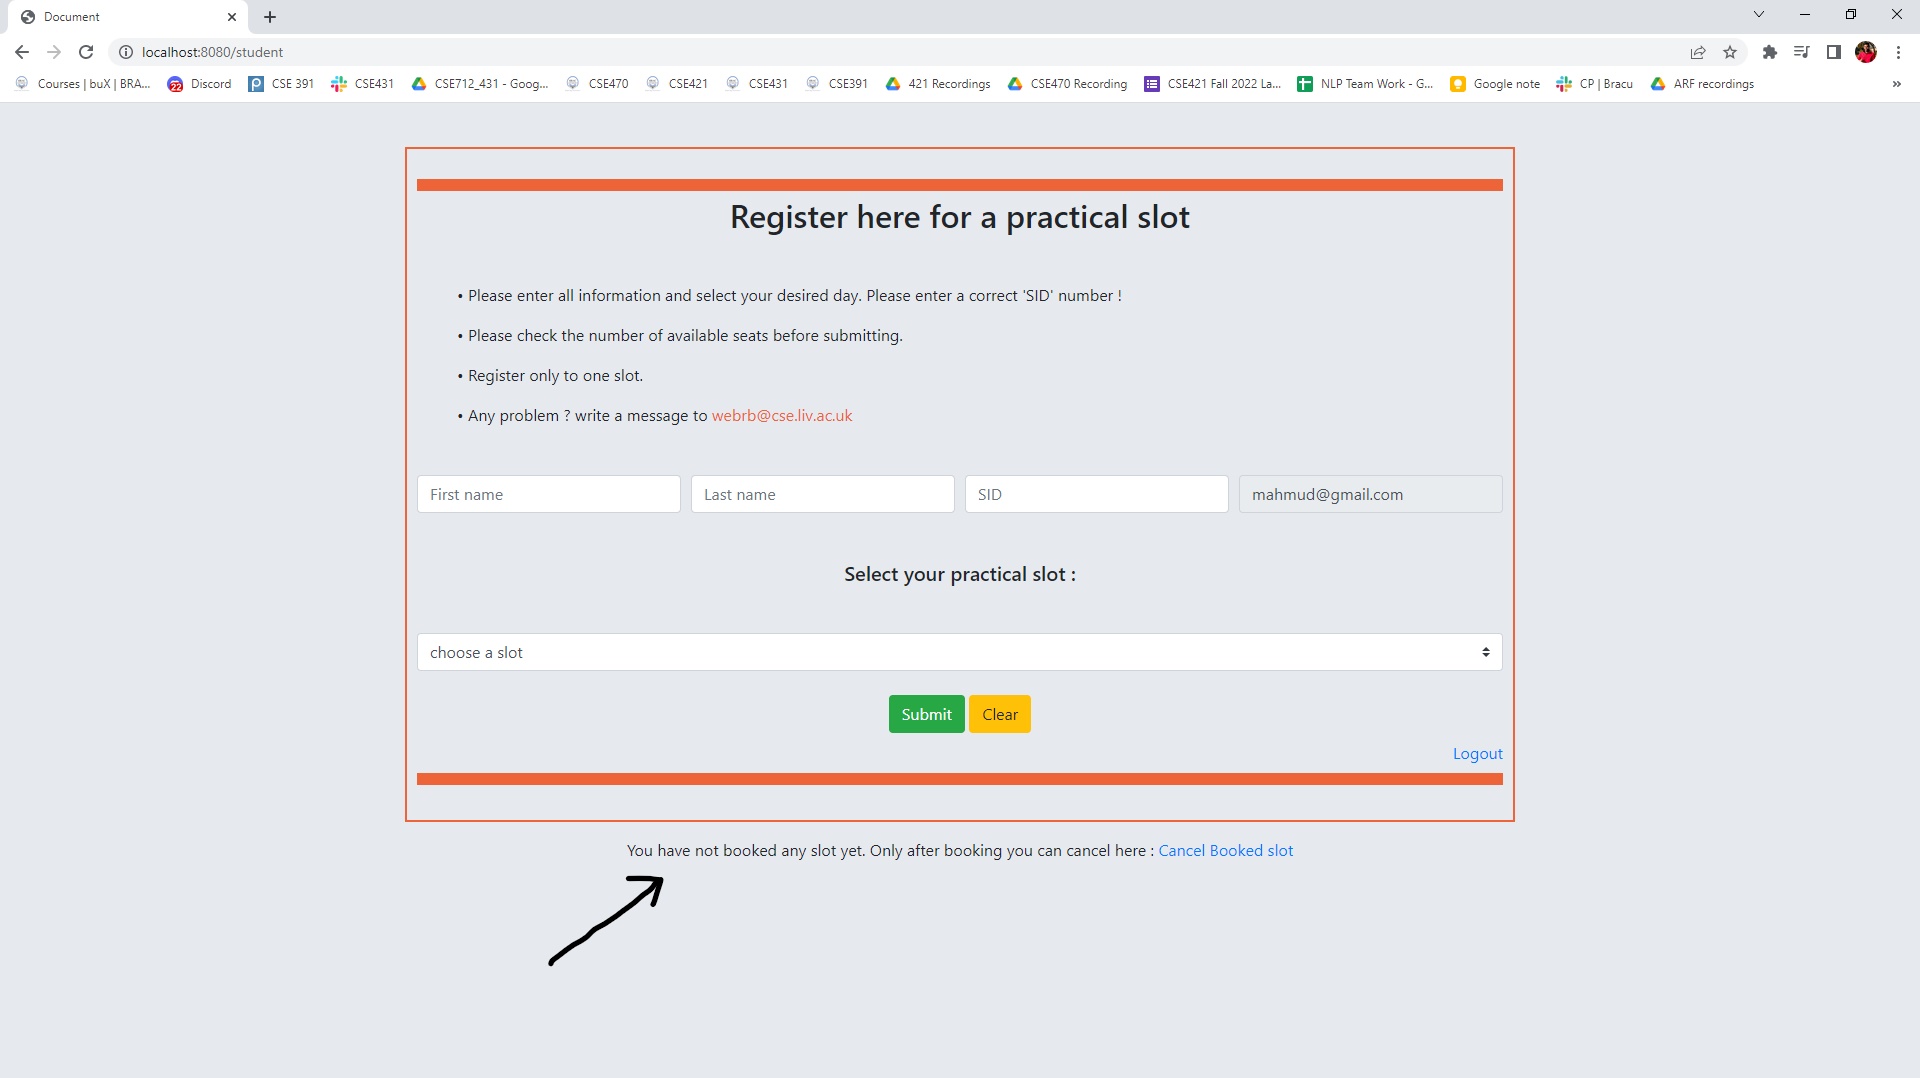 Document
localhost:8080/student
Courses | buX | BRA... Discord CSE 391 CSE431 CSE712_431 - Goog... CSE470 CSE421 CSE431 CSE391 421 Recordings CSE470 Recording CSE421 Fall 2022 La... NLP Team Work - G... Google note CP | Bracu ARF recordings »
Register here for a practical slot
• Please enter all information and select your desired day. Please enter a correct 'SID' number !
• Please check the number of available seats before submitting.
• Register only to one slot.
• Any problem ? write a message to webrb@cse.liv.ac.uk
First name Last name SID mahmud@gmail.com
Select your practical slot :
choose a slot
Submit Clear
Logout
You have not booked any slot yet. Only after booking you can cancel here : Cancel Booked slot